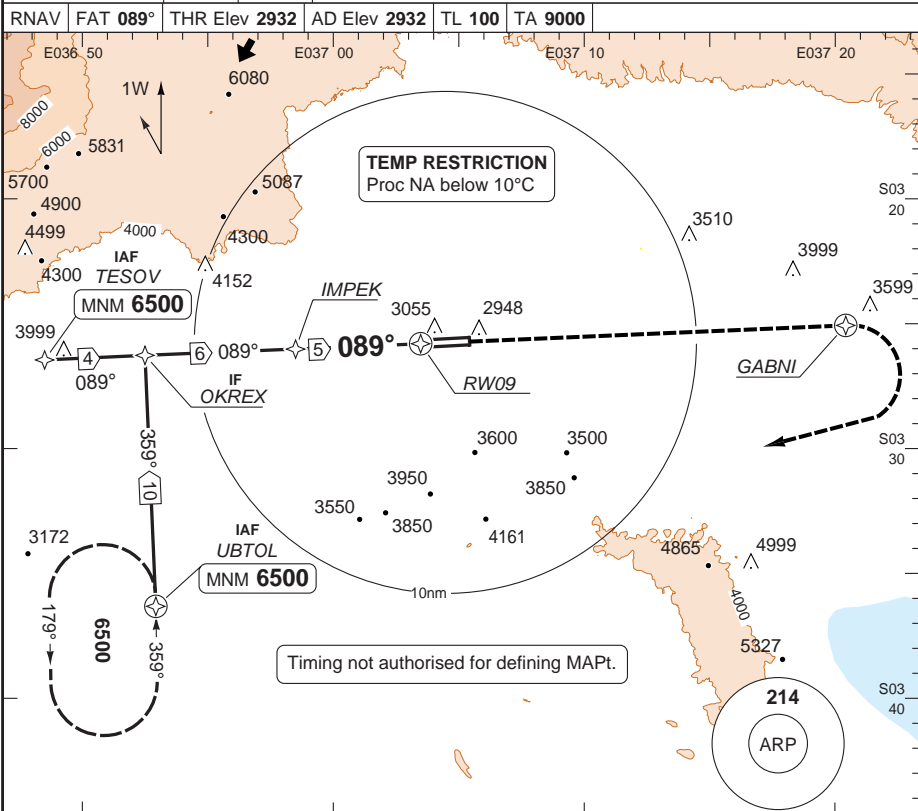 RNAV FAT 089° THR Elev 2932 AD Elev 2932 TL 100 TA 9000
E036 50 E037 00 E037 10 E037 20
6080
1W
8000
6000
5831
5700
4900
4499
4300
4000
5087
4300
4152
TEMP RESTRICTION
Proc NA below 10°C
S03
20
3510
3999
3599
IAF
TESOV
MNM 6500
3999
IMPEK
3055
2948
4
089°
6
089°
5
089°
IF
OKREX
RW09
GABNI
359°
10
3600
3500
3950
3850
3550
3850
4161
S03
30
3172
IAF
UBTOL
MNM 6500
10nm
4865
4999
4000
5327
179°
6500
359°
Timing not authorised for defining MAPt.
S03
40
214
ARP